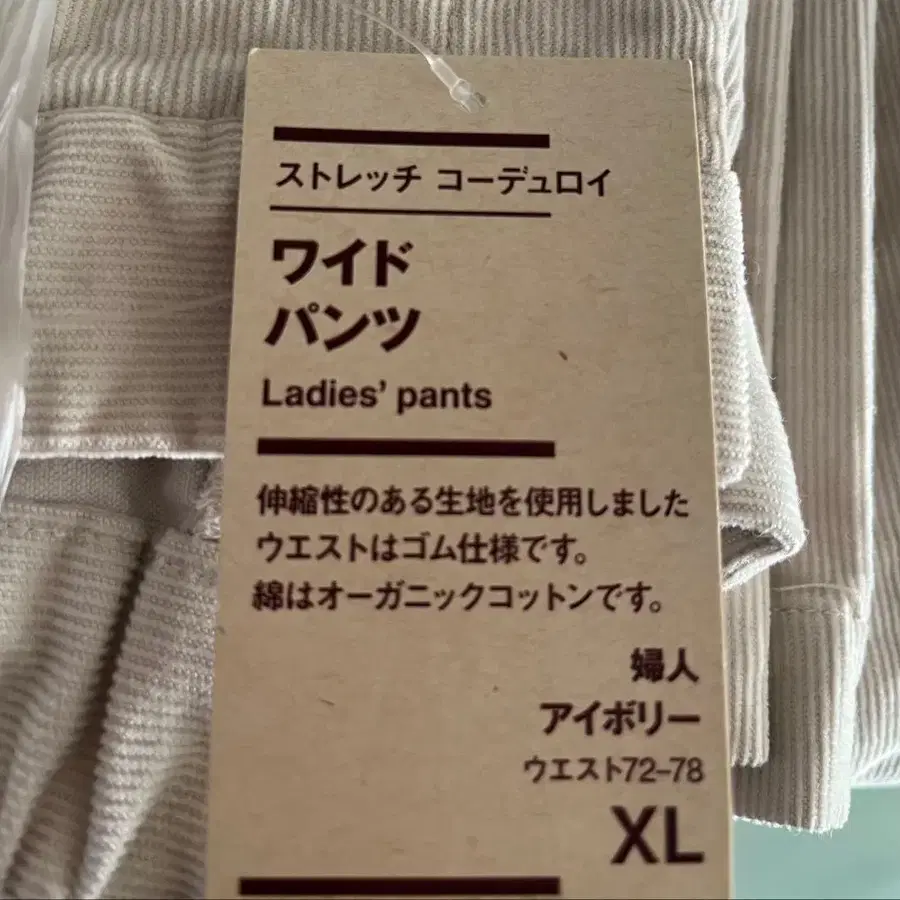 ストレッチ コーデュロイ
ワイド
パンツ
Ladies’ pants
伸縮性のある生地を使用しました
ウエストはゴム仕様です。
綿はオーガニックコットンです。
婦人
アイボリー
ウエスト72–78
XL